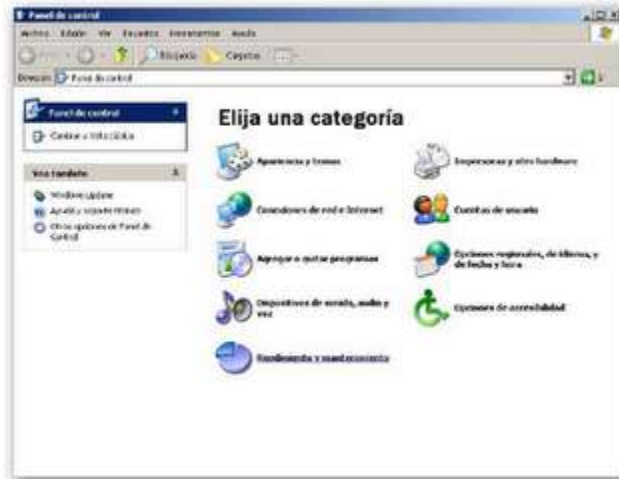 Panel de control
Archivo Edición Ver Favoritos Herramientas Ayuda
Búsqueda Carpetas
Dirección Panel de control
Panel de control
Cambiar a Vista clásica
Vea también
Windows Update
Ayuda y soporte técnico
Otras opciones de Panel de
Control
Elija una categoría
Apariencia y temas
Impresoras y otro hardware
Conexiones de red e Internet
Cuentas de usuario
Agregar o quitar programas
Opciones regionales, de idioma, y
de fecha y hora
Dispositivos de sonido, audio y
voz
Opciones de accesibilidad
Rendimiento y mantenimiento